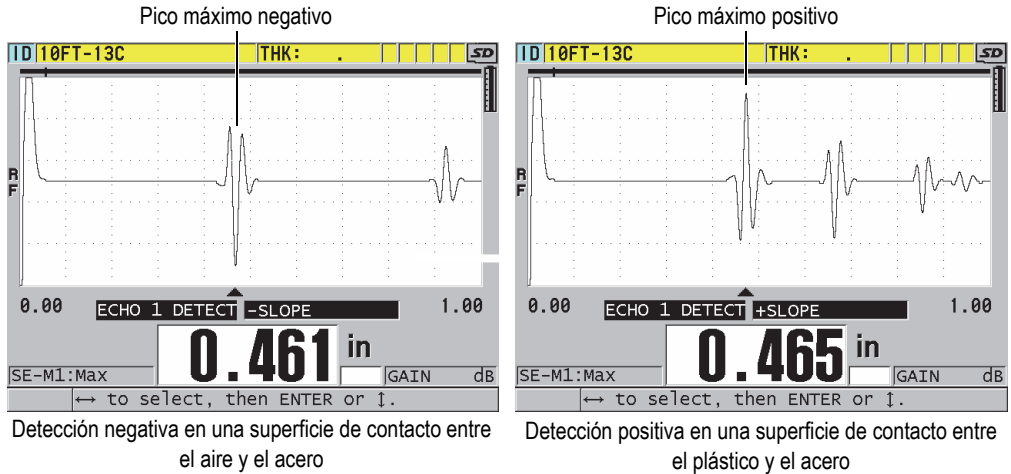 Pico máximo negativo
ID 10FT-13C THK: . SD
RF
0.00 ECHO 1 DETECT -SLOPE 1.00
0.461 in
SE-M1:Max GAIN dB
↔ to select, then ENTER or ↕.
Detección negativa en una superficie de contacto entre
el aire y el acero
Pico máximo positivo
ID 10FT-13C THK: . SD
RF
0.00 ECHO 1 DETECT +SLOPE 1.00
0.465 in
SE-M1:Max GAIN dB
↔ to select, then ENTER or ↕.
Detección positiva en una superficie de contacto entre
el plástico y el acero